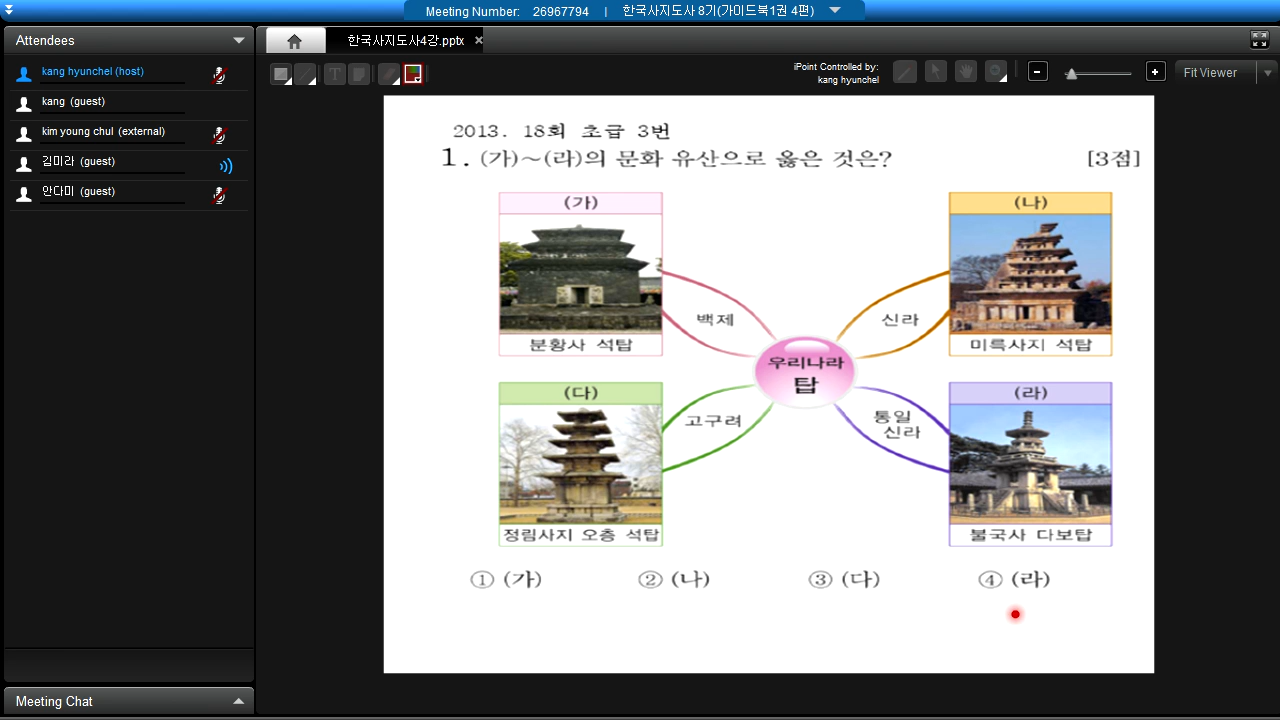 Meeting Number: 26967794 | 한국사지도사 8기(가이드북1권 4편)
Attendees
한국사지도사4강.pptx
kang hyunchel (host)
kang (guest)
kim young chul (external)
김미라 (guest)
안다미 (guest)
iPoint Controlled by:
kang hyunchel
Fit Viewer
2013. 18회 초급 3번
1. (가)~(라)의 문화 유산으로 옳은 것은? [3점]
(가)
(나)
백제
신라
분황사 석탑
미륵사지 석탑
우리나라
탑
(다)
(라)
고구려
통일
신라
정림사지 오층 석탑
불국사 다보탑
① (가) ② (나) ③ (다) ④ (라)
Meeting Chat